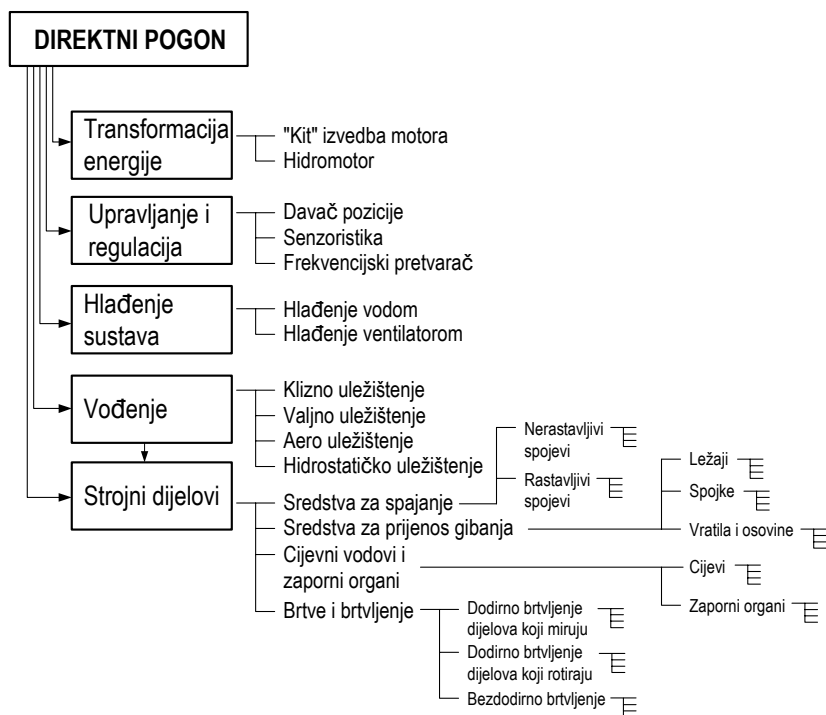 DIREKTNI POGON
Transformacija
energije
"Kit" izvedba motora
Hidromotor
Upravljanje i
regulacija
Davač pozicije
Senzoristika
Frekvencijski pretvarač
Hlađenje
sustava
Hlađenje vodom
Hlađenje ventilatorom
Vođenje
Klizno uležištenje
Valjno uležištenje
Aero uležištenje
Hidrostatičko uležištenje
Strojni dijelovi
Sredstva za spajanje
Sredstva za prijenos gibanja
Cijevni vodovi i
zaporni organi
Brtve i brtvljenje
Nerastavljivi
spojevi
Rastavljivi
spojevi
Ležaji
Spojke
Vratila i osovine
Cijevi
Zaporni organi
Dodirno brtvljenje
dijelova koji miruju
Dodirno brtvljenje
dijelova koji rotiraju
Bezdodirno brtvljenje